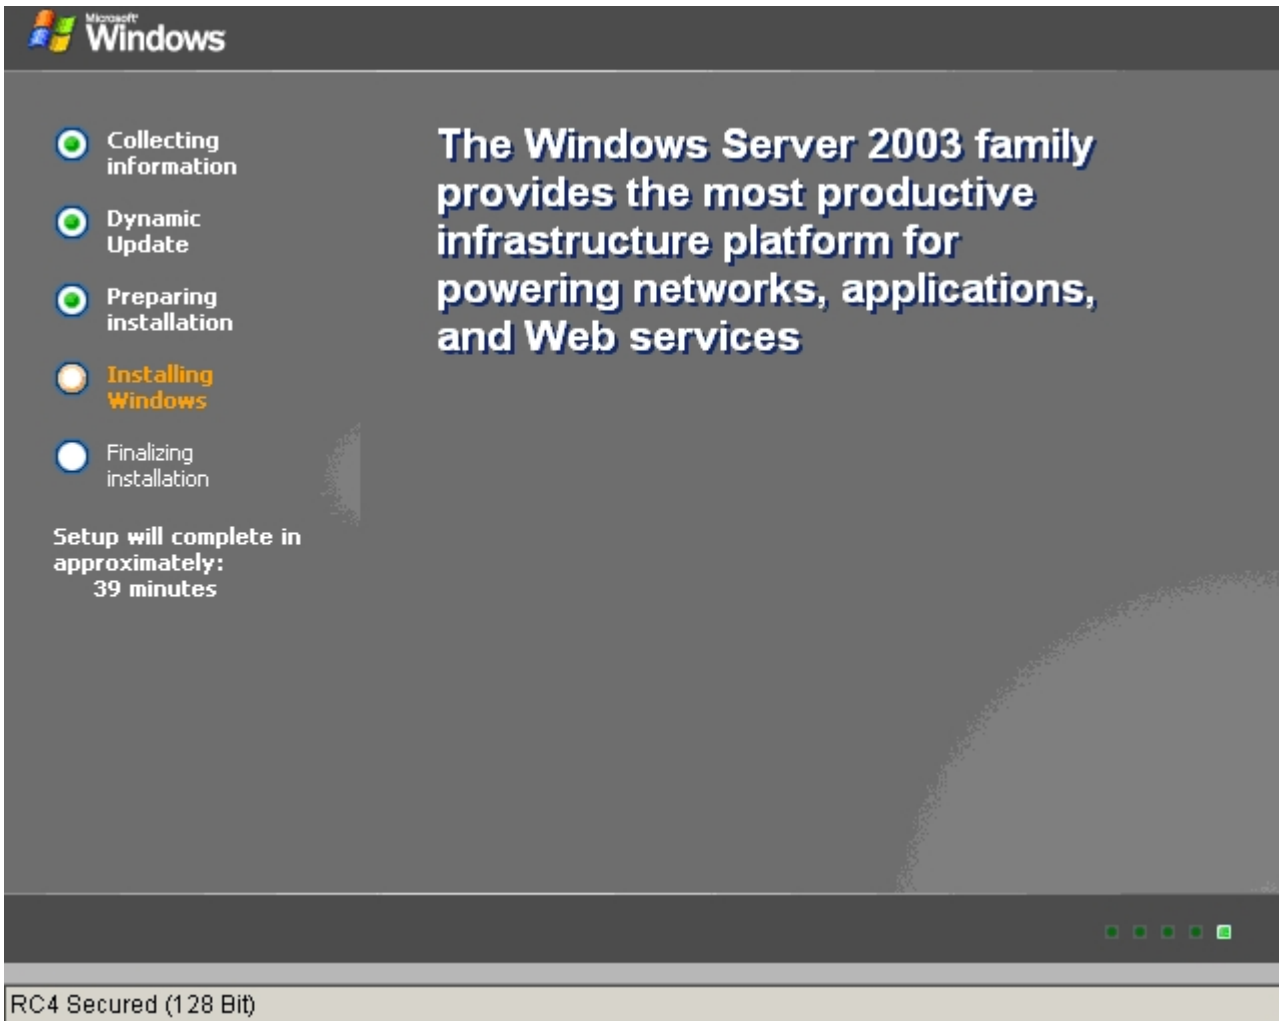 Microsoft
Windows
Collecting
information
Dynamic
Update
Preparing
installation
Installing
Windows
Finalizing
installation
Setup will complete in
approximately:
39 minutes
The Windows Server 2003 family
provides the most productive
infrastructure platform for
powering networks, applications,
and Web services
RC4 Secured (128 Bit)